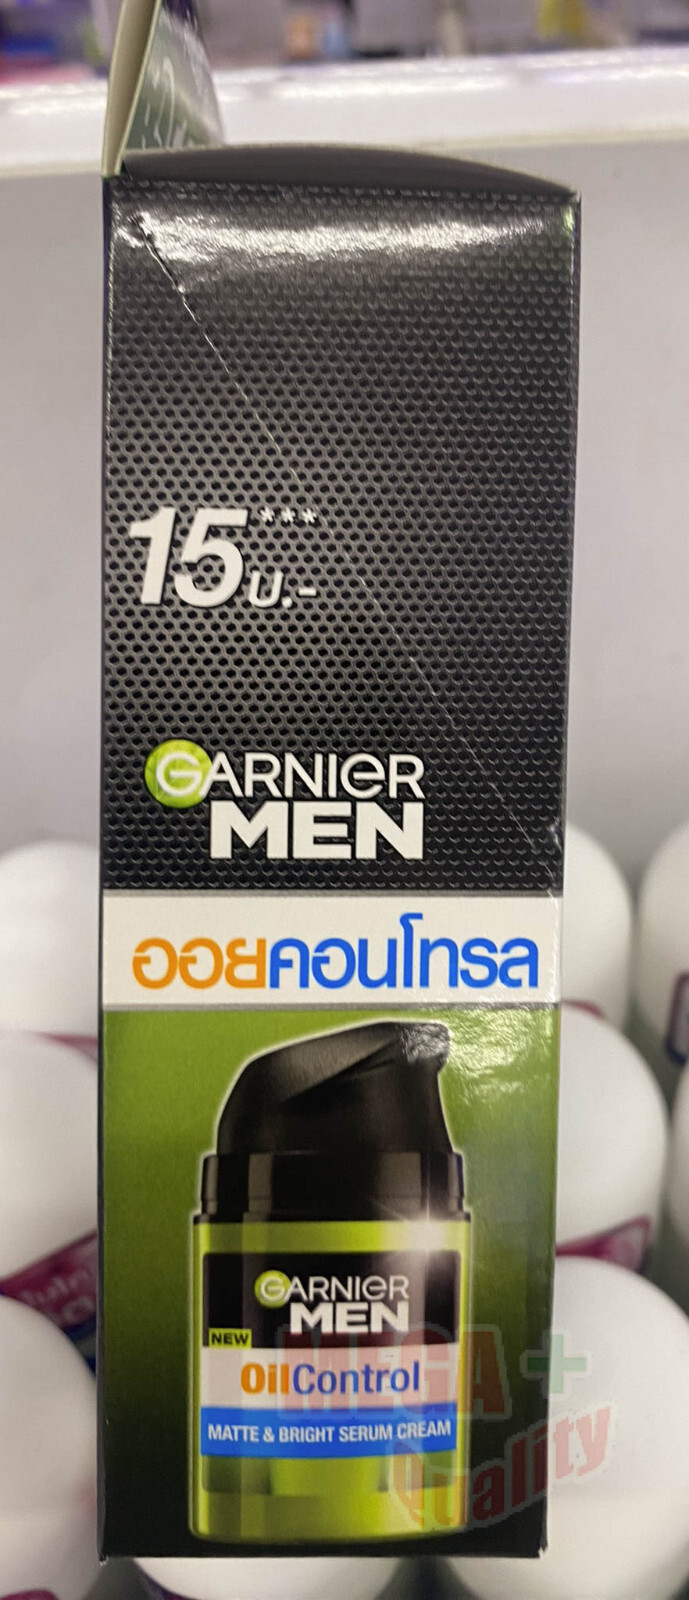 15***
บ.-
GARNIER
MEN
ออยคอนโทรล
GARNIER
MEN
NEW
OilControl
MATTE & BRIGHT SERUM CREAM
MEGA+
Quality